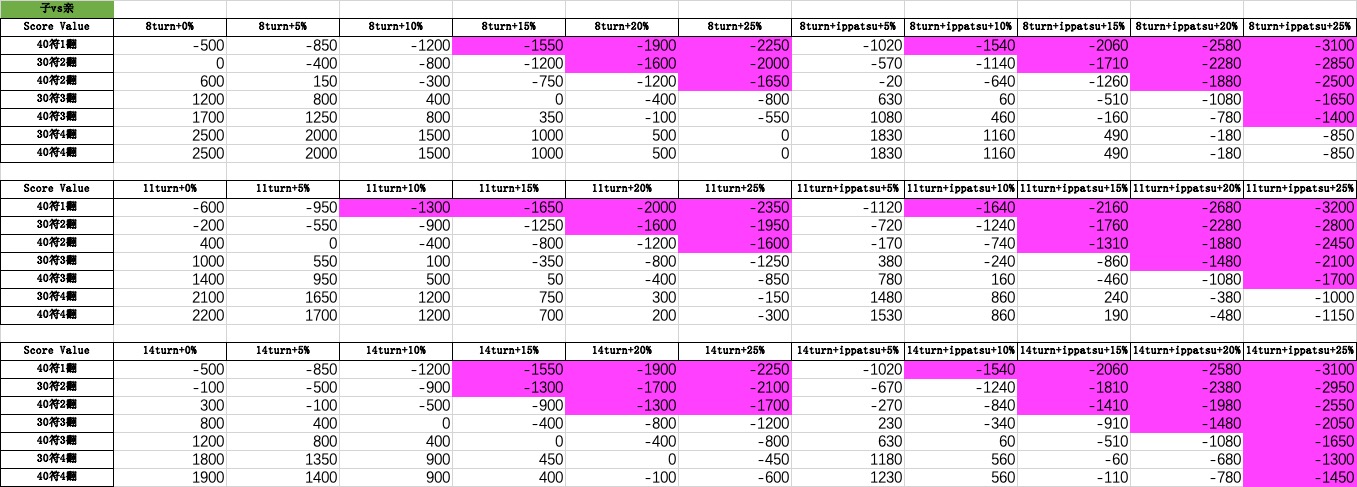 子vs亲
Score Value 8turn+0% 8turn+5% 8turn+10% 8turn+15% 8turn+20% 8turn+25% 8turn+ippatsu+5% 8turn+ippatsu+10% 8turn+ippatsu+15% 8turn+ippatsu+20% 8turn+ippatsu+25%
40符1翻 -500 -850 -1200 -1550 -1900 -2250 -1020 -1540 -2060 -2580 -3100
30符2翻 0 -400 -800 -1200 -1600 -2000 -570 -1140 -1710 -2280 -2850
40符2翻 600 150 -300 -750 -1200 -1650 -20 -640 -1260 -1880 -2500
30符3翻 1200 800 400 0 -400 -800 630 60 -510 -1080 -1650
40符3翻 1700 1250 800 350 -100 -550 1080 460 -160 -780 -1400
30符4翻 2500 2000 1500 1000 500 0 1830 1160 490 -180 -850
40符4翻 2500 2000 1500 1000 500 0 1830 1160 490 -180 -850
Score Value 11turn+0% 11turn+5% 11turn+10% 11turn+15% 11turn+20% 11turn+25% 11turn+ippatsu+5% 11turn+ippatsu+10% 11turn+ippatsu+15% 11turn+ippatsu+20% 11turn+ippatsu+25%
40符1翻 -600 -950 -1300 -1650 -2000 -2350 -1120 -1640 -2160 -2680 -3200
30符2翻 -200 -550 -900 -1250 -1600 -1950 -720 -1240 -1760 -2280 -2800
40符2翻 400 0 -400 -800 -1200 -1600 -170 -740 -1310 -1880 -2450
30符3翻 1000 550 100 -350 -800 -1250 380 -240 -860 -1480 -2100
40符3翻 1400 950 500 50 -400 -850 780 160 -460 -1080 -1700
30符4翻 2100 1650 1200 750 300 -150 1480 860 240 -380 -1000
40符4翻 2200 1700 1200 700 200 -300 1530 860 190 -480 -1150
Score Value 14turn+0% 14turn+5% 14turn+10% 14turn+15% 14turn+20% 14turn+25% 14turn+ippatsu+5% 14turn+ippatsu+10% 14turn+ippatsu+15% 14turn+ippatsu+20% 14turn+ippatsu+25%
40符1翻 -500 -850 -1200 -1550 -1900 -2250 -1020 -1540 -2060 -2580 -3100
30符2翻 -100 -500 -900 -1300 -1700 -2100 -670 -1240 -1810 -2380 -2950
40符2翻 300 -100 -500 -900 -1300 -1700 -270 -840 -1410 -1980 -2550
30符3翻 800 400 0 -400 -800 -1200 230 -340 -910 -1480 -2050
40符3翻 1200 800 400 0 -400 -800 630 60 -510 -1080 -1650
30符4翻 1800 1350 900 450 0 -450 1180 560 -60 -680 -1300
40符4翻 1900 1400 900 400 -100 -600 1230 560 -110 -780 -1450